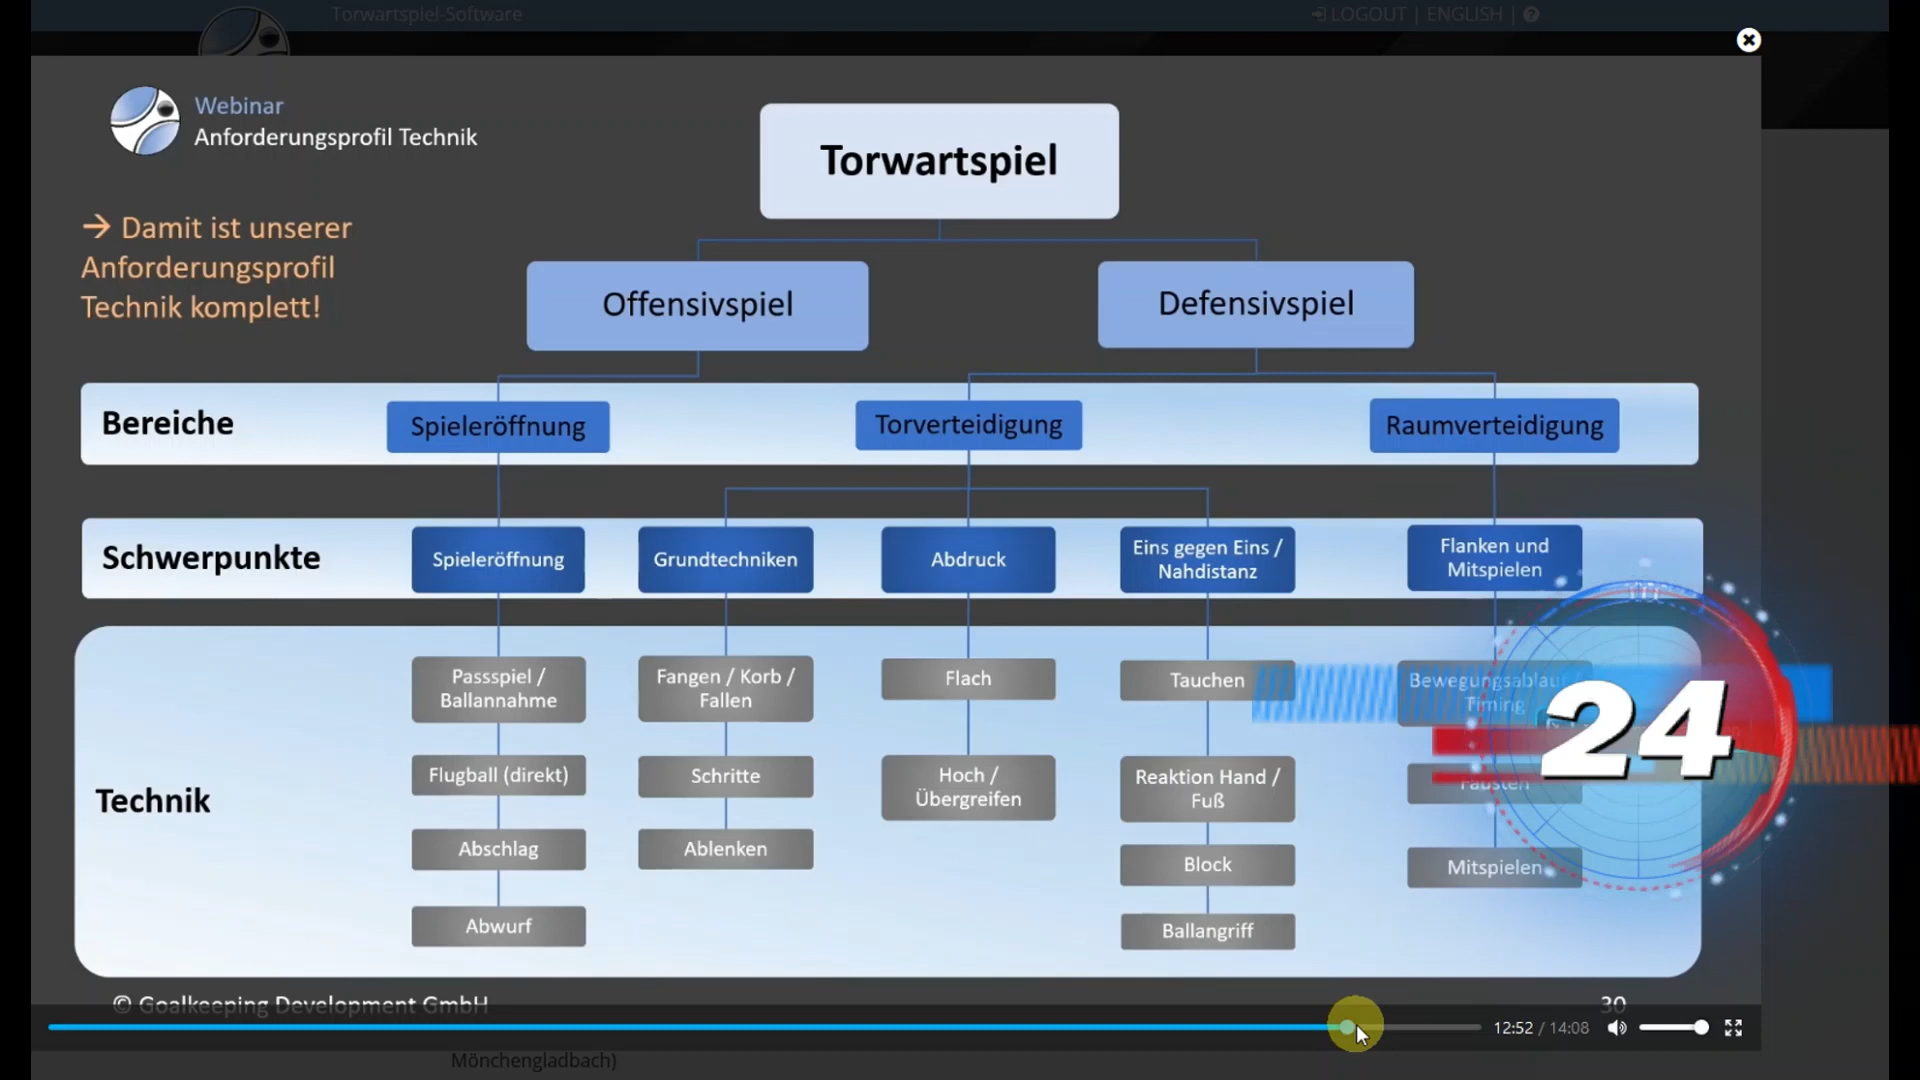 Torwartspiel-Software
LOGOUT | ENGLISH |
Webinar
Anforderungsprofil Technik
→ Damit ist unserer
Anforderungsprofil
Technik komplett!
Torwartspiel
Offensivspiel
Defensivspiel
Bereiche
Spieleröffnung
Torverteidigung
Raumverteidigung
Schwerpunkte
Spieleröffnung
Grundtechniken
Abdruck
Eins gegen Eins /
Nahdistanz
Flanken und
Mitspielen
Technik
Passspiel /
Ballannahme
Flugball (direkt)
Abschlag
Abwurf
Fangen / Korb /
Fallen
Schritte
Ablenken
Flach
Hoch /
Übergreifen
Tauchen
Reaktion Hand /
Fuß
Block
Ballangriff
Bewegungsablauf /
Timing
Fausten
Mitspielen
24
© Goalkeeping Development GmbH
30
12:52 / 14:08
Mönchengladbach)